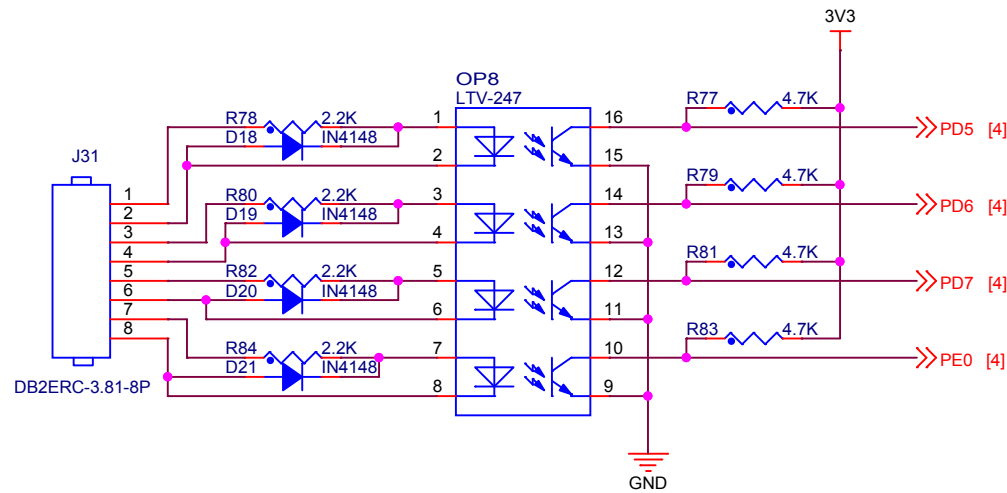 3V3
OP8
LTV-247
R77 4.7K
R78 2.2K 1 16 PD5 [4]
D18 IN4148
J31 2 15
R79 4.7K
1 R80 2.2K 3 14 PD6 [4]
2 D19 IN4148
3
4 4 13
R81 4.7K
5 R82 2.2K 5 12 PD7 [4]
6 D20 IN4148
7 6 11
8 R83 4.7K
R84 2.2K 7 10 PE0 [4]
D21 IN4148
DB2ERC-3.81-8P 8 9
GND